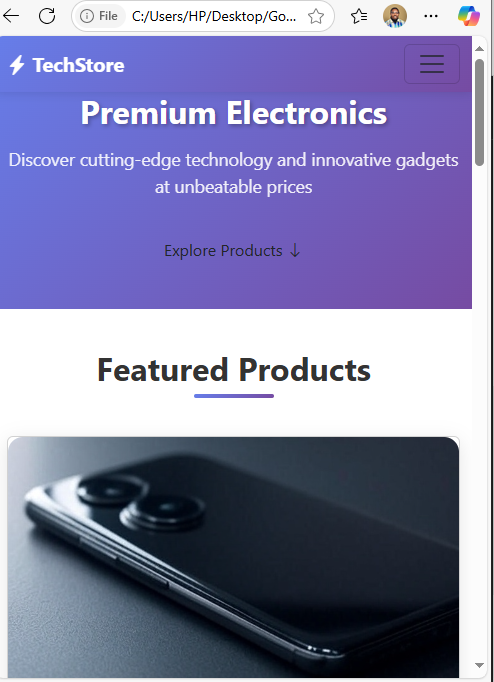 File
C:/Users/HP/Desktop/Go...
TechStore
Premium Electronics
Discover cutting-edge technology and innovative gadgets
at unbeatable prices
Explore Products ↓
Featured Products